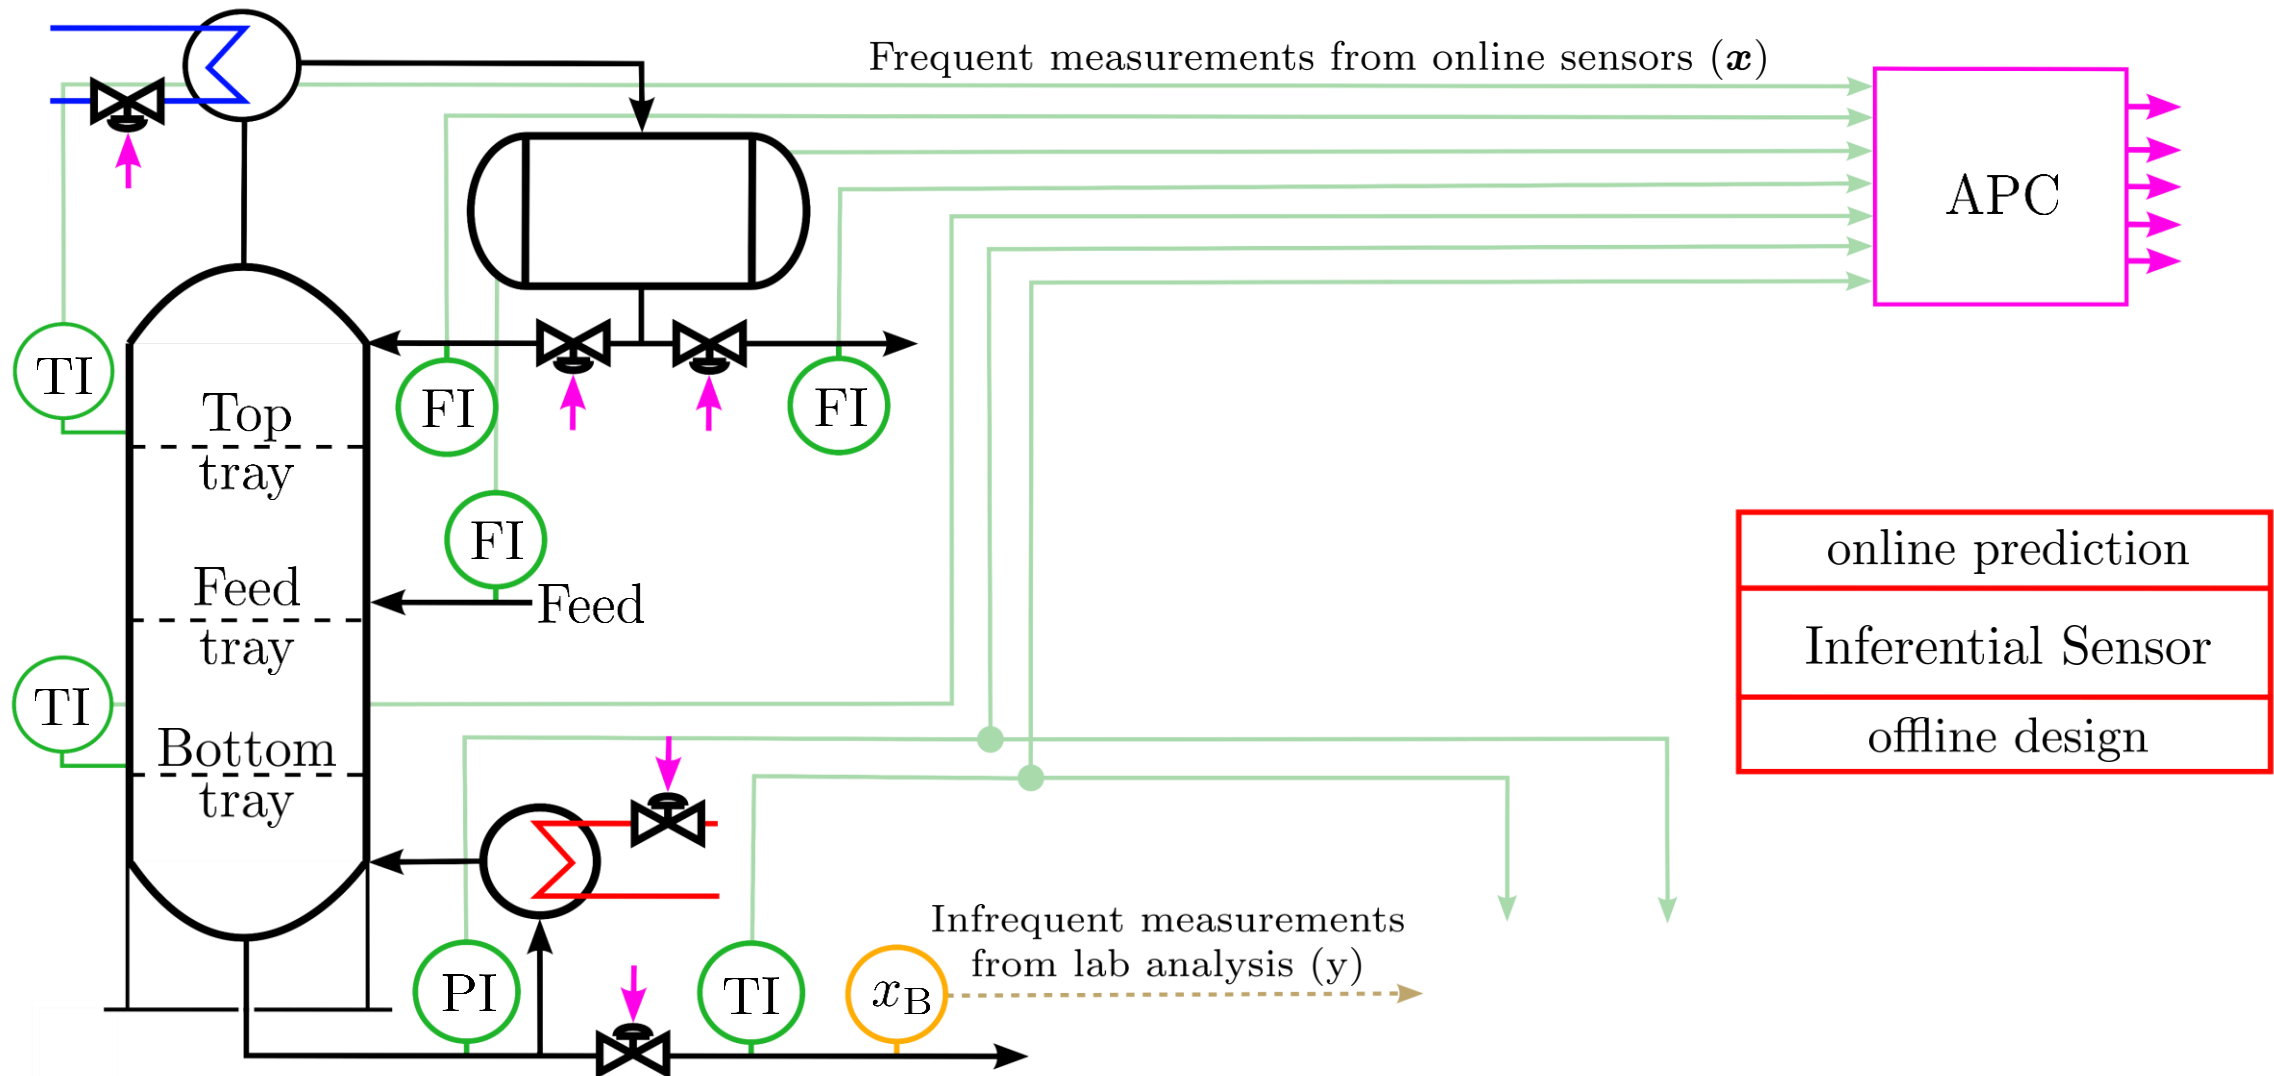 Frequent measurements from online sensors (x)
APC
TI
FI
FI
Top
tray
FI
Feed
Feed
tray
TI
Bottom
tray
online prediction
Inferential Sensor
offline design
Infrequent measurements
from lab analysis (y)
PI
TI
xB